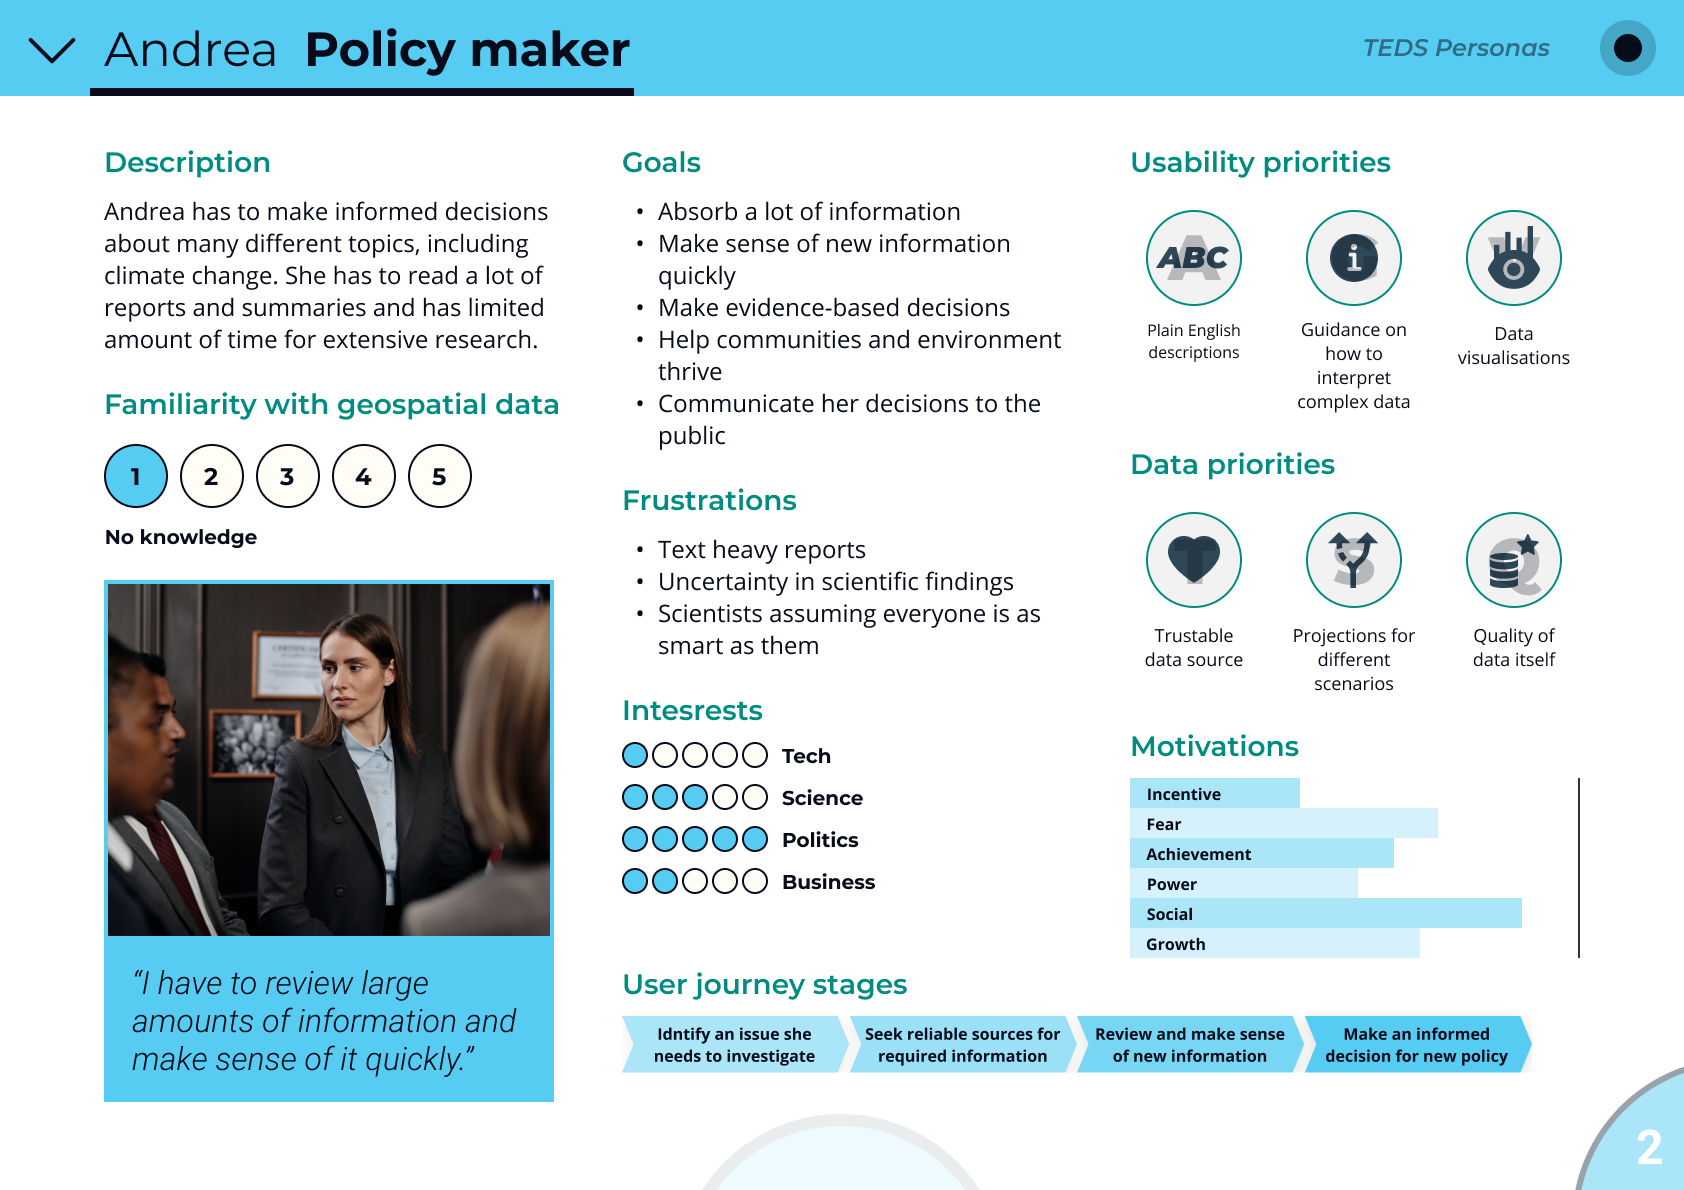 Andrea Policy maker
TEDS Personas
Description
Andrea has to make informed decisions
about many different topics, including
climate change. She has to read a lot of
reports and summaries and has limited
amount of time for extensive research.
Familiarity with geospatial data
1 2 3 4 5
No knowledge
“I have to review large
amounts of information and
make sense of it quickly.”
Goals
• Absorb a lot of information
• Make sense of new information
quickly
• Make evidence-based decisions
• Help communities and environment
thrive
• Communicate her decisions to the
public
Frustrations
• Text heavy reports
• Uncertainty in scientific findings
• Scientists assuming everyone is as
smart as them
Intesrests
Tech
Science
Politics
Business
Usability priorities
ABC
Plain English
descriptions
i
Guidance on
how to
interpret
complex data
Data
visualisations
Data priorities
Trustable
data source
Projections for
different
scenarios
Quality of
data itself
Motivations
Incentive
Fear
Achievement
Power
Social
Growth
User journey stages
Idntify an issue she
needs to investigate
Seek reliable sources for
required information
Review and make sense
of new information
Make an informed
decision for new policy
2